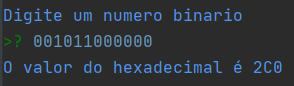 Digite um numero binario
>? 001011000000
O valor do hexadecimal é 2C0